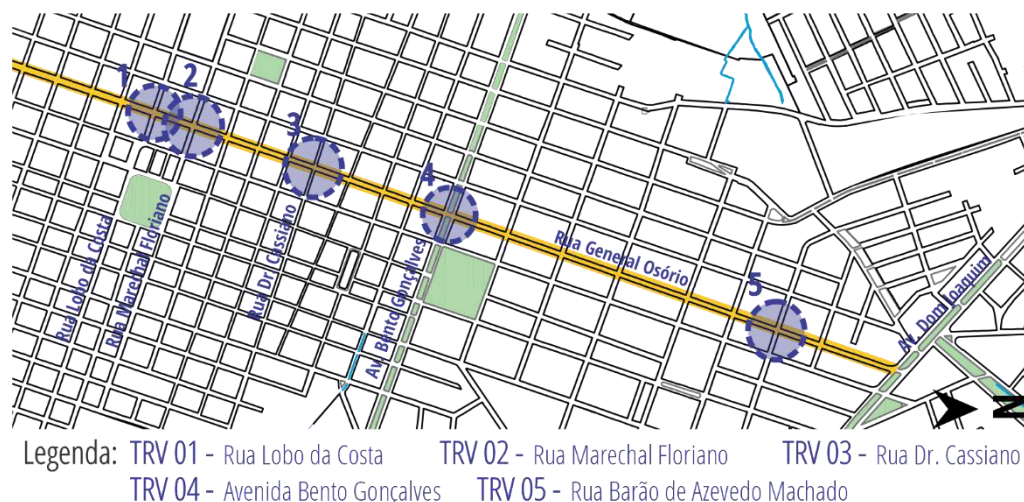 1
2
3
4
5
Rua Lobo da Costa
Rua Marechal Floriano
Rua Dr. Cassiano
Av. Bento Gonçalves
Rua General Osório
Av. Dom Joaquim
N
Legenda: TRV 01 - Rua Lobo da Costa TRV 02 - Rua Marechal Floriano TRV 03 - Rua Dr. Cassiano
TRV 04 - Avenida Bento Gonçalves TRV 05 - Rua Barão de Azevedo Machado